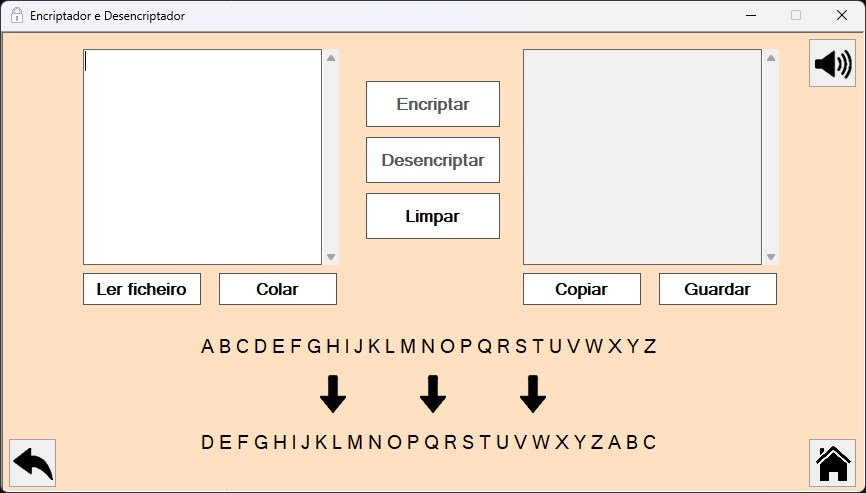 Encriptador e Desencriptador
Encriptar
Desencriptar
Limpar
Ler ficheiro
Colar
Copiar
Guardar
A B C D E F G H I J K L M N O P Q R S T U V W X Y Z
D E F G H I J K L M N O P Q R S T U V W X Y Z A B C